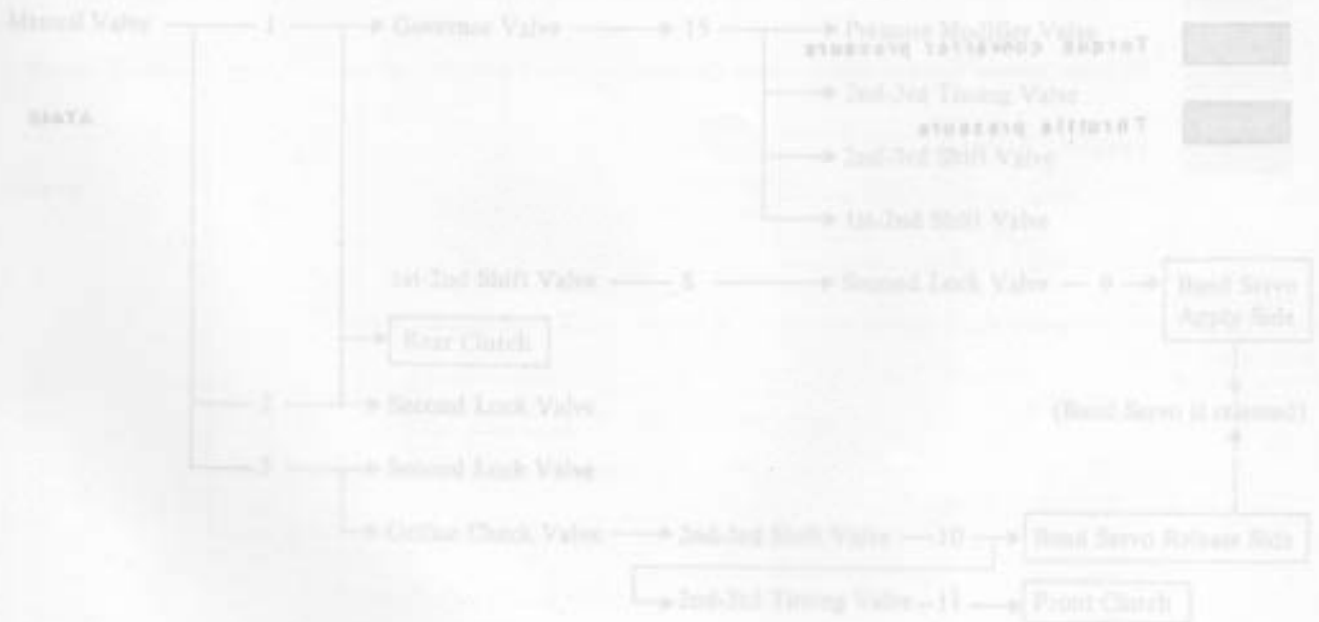 Manual Valve 1 Governor Valve 15 Pressure Modifier Valve
Torque converter pressure
2nd-3rd Timing Valve
Throttle pressure
2nd-3rd Shift Valve
1st-2nd Shift Valve
1st-2nd Shift Valve 8 Second Lock Valve 9 Band Servo
Apply Side
Rear Clutch
2 Second Lock Valve
(Band Servo is released)
3 Second Lock Valve
Orifice Check Valve 2nd-3rd Shift Valve 10 Band Servo Release Side
2nd-3rd Timing Valve 11 Front Clutch